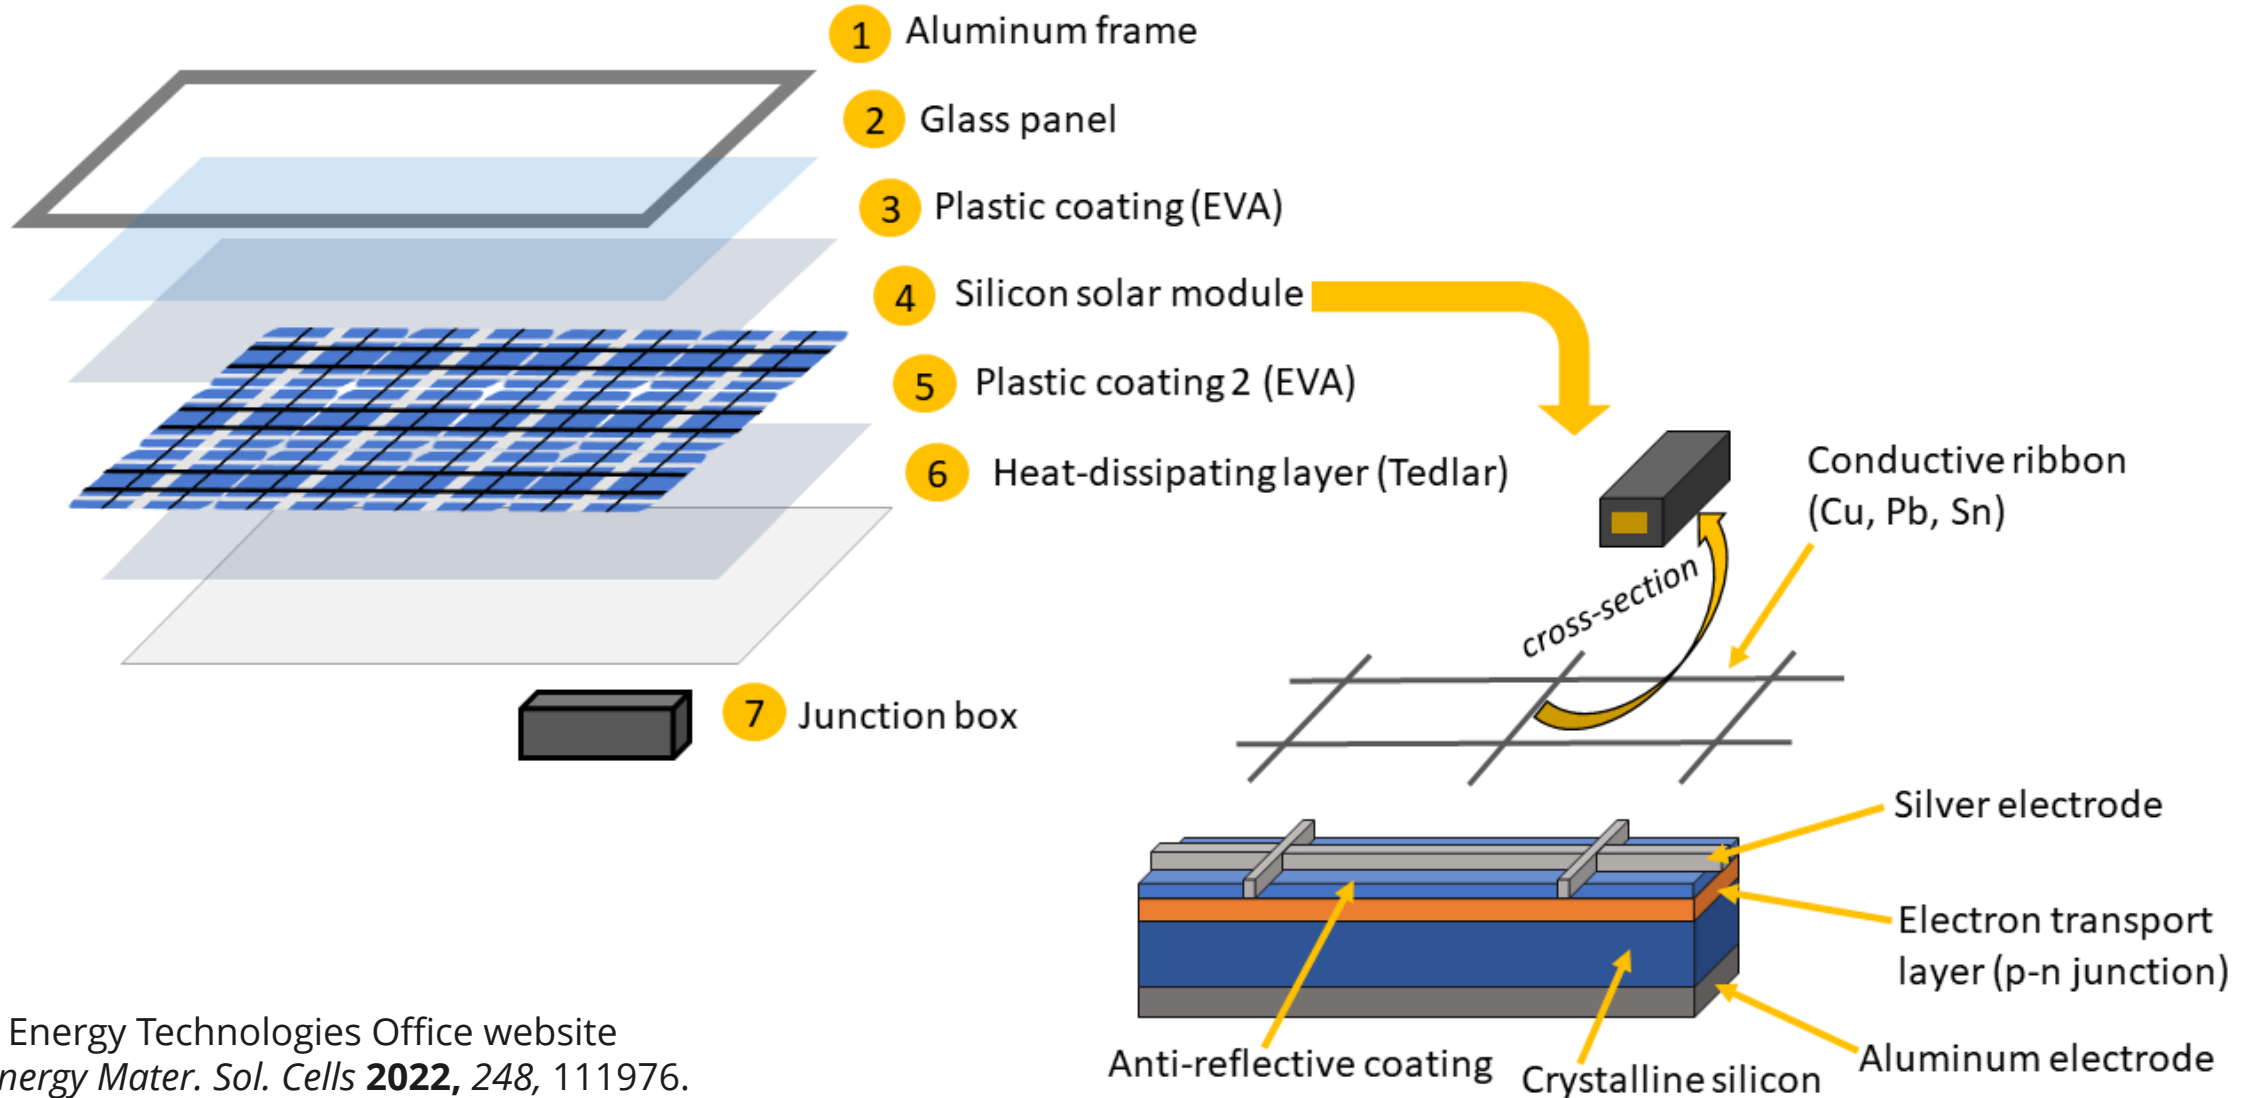 1 Aluminum frame
2 Glass panel
3 Plastic coating (EVA)
4 Silicon solar module
5 Plastic coating 2 (EVA)
6 Heat-dissipating layer (Tedlar)
7 Junction box
Conductive ribbon
(Cu, Pb, Sn)
cross-section
Silver electrode
Electron transport
layer (p-n junction)
Aluminum electrode
Anti-reflective coating
Crystalline silicon
Energy Technologies Office website
Mater. Sol. Cells 2022, 248, 111976.